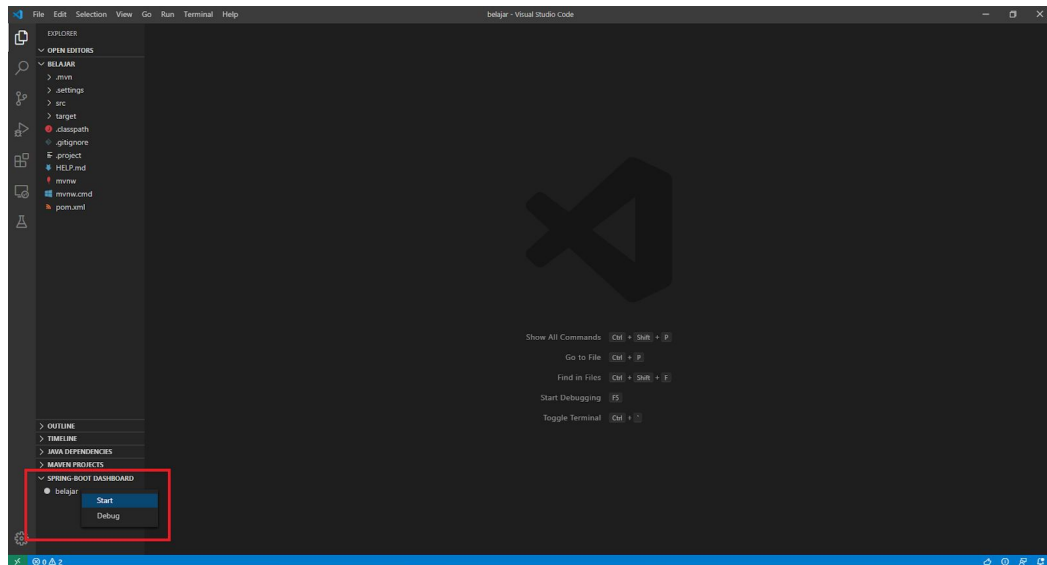 File Edit Selection View Go Run Terminal Help
belajar - Visual Studio Code
EXPLORER
OPEN EDITORS
BELAJAR
.mvn
.settings
src
target
.classpath
.gitignore
.project
HELP.md
mvnw
mvnw.cmd
pom.xml
Show All Commands Ctrl + Shift + P
Go to File Ctrl + P
Find in Files Ctrl + Shift + F
Start Debugging F5
Toggle Terminal Ctrl + `
OUTLINE
TIMELINE
JAVA DEPENDENCIES
MAVEN PROJECTS
SPRING-BOOT DASHBOARD
belajar
Start
Debug
0 2